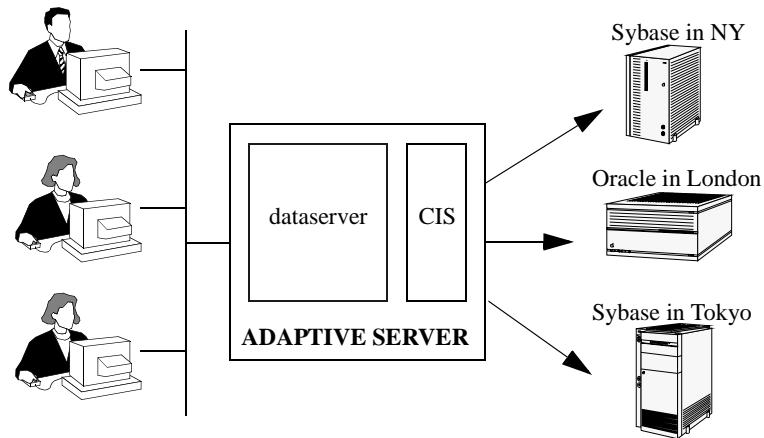 Sybase in NY
Oracle in London
dataserver
CIS
Sybase in Tokyo
ADAPTIVE SERVER